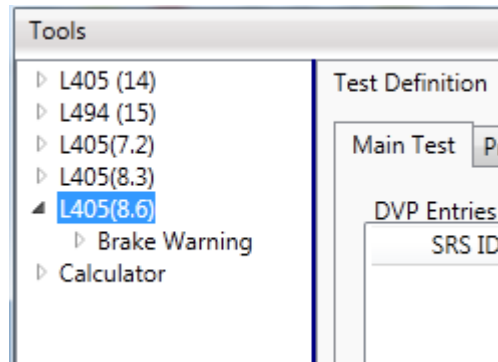 Tools
L405 (14)
L494 (15)
L405(7.2)
L405(8.3)
L405(8.6)
Brake Warning
Calculator
Test Definition
Main Test
DVP Entries
SRS ID